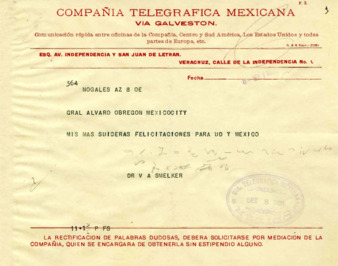 COMPAÑIA TELEGRAFICA MEXICANA
VIA GALVESTON.
Comunicación rápida entre oficinas de la Compañía, Centro y Sud América, Los Estados Unidos y todas
partes de Europa, etc.
ESQ. AV. INDEPENDENCIA Y SAN JUAN DE LETRAN.
VERACRUZ, CALLE DE LA INDEPENDENCIA No. 1.
Fecha
364
NOGALES AZ 8 DE
GRAL ALVARO OBREGON MEXICOCITY
MIS MAS SUIDERAS FELICITACIONES PARA UD Y MEXICO
DR V A SMELKER
P FS
LA RECTIFICACION DE PALABRAS DUDOSAS, DEBERA SOLICITARSE POR MEDIACION DE LA
COMPAÑIA, QUIEN SE ENCARGARA DE OBTENERLA SIN ESTIPENDIO ALGUNO.